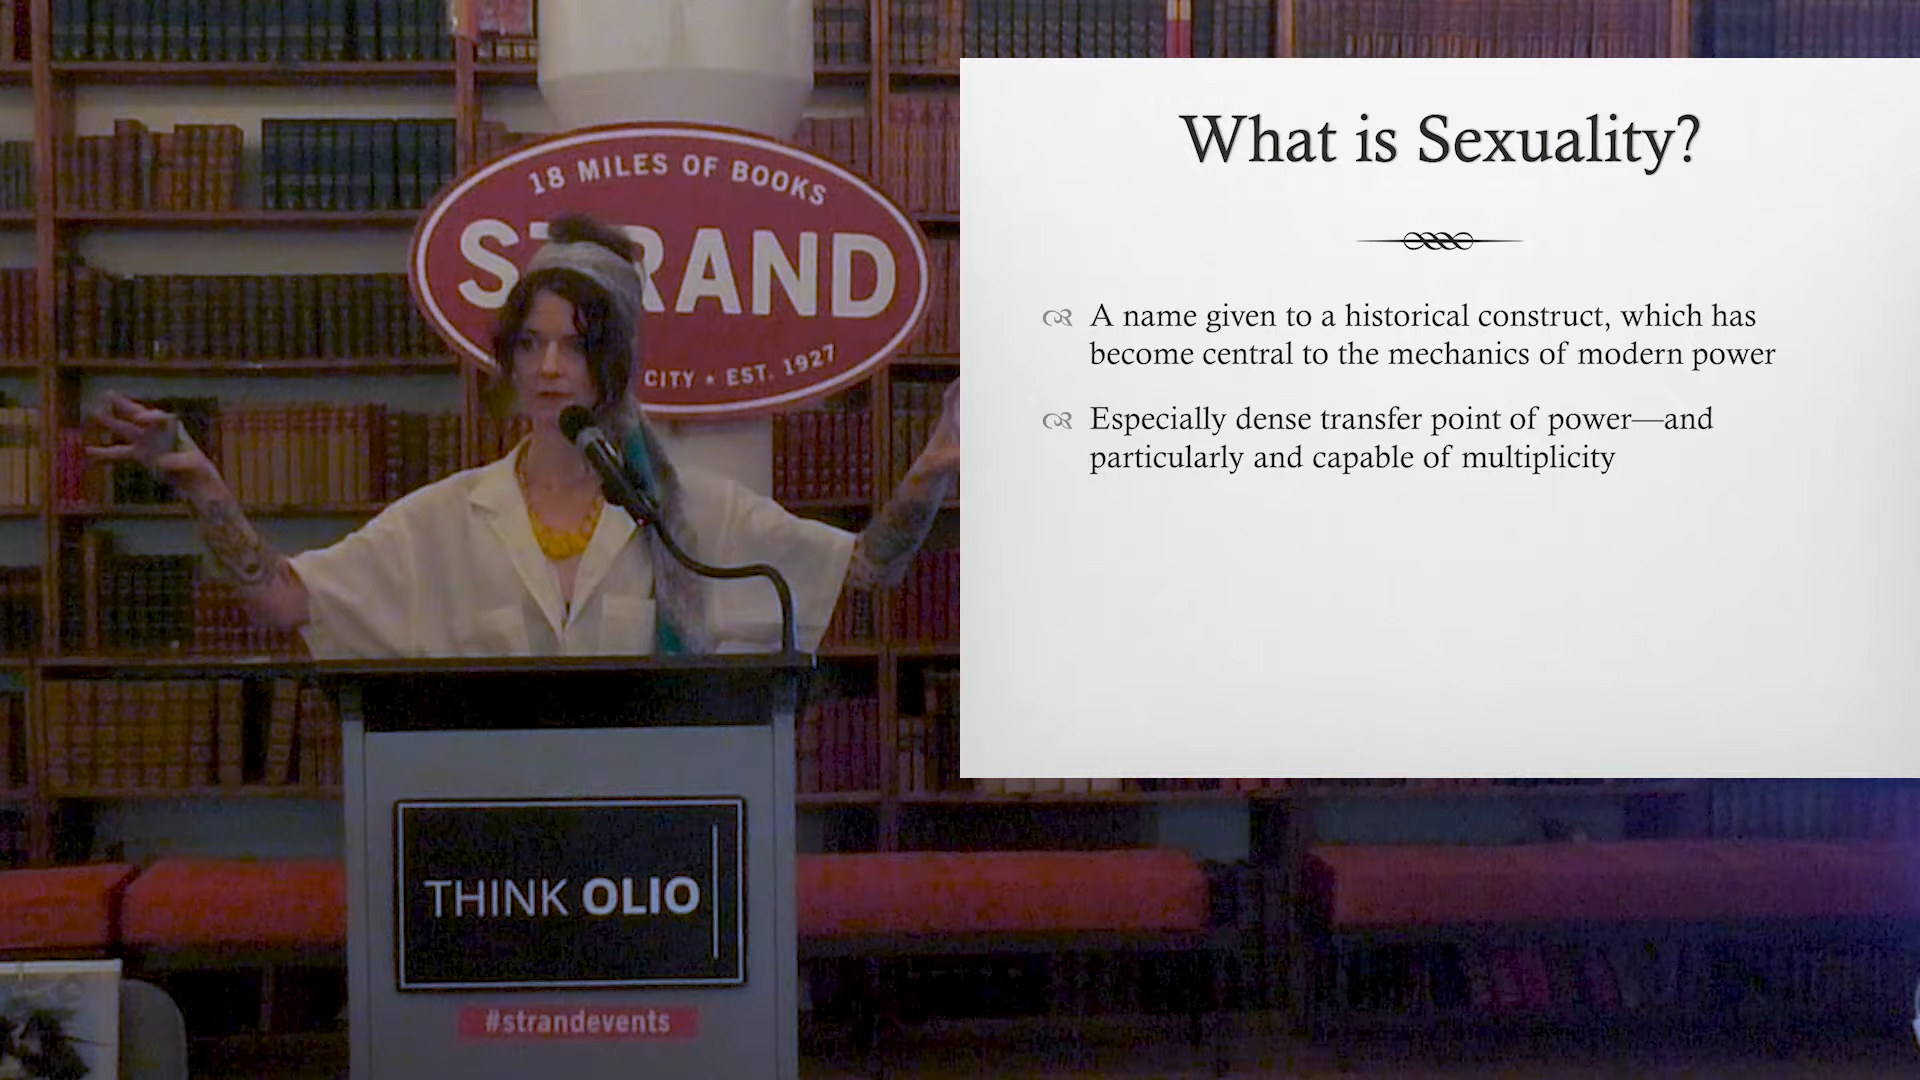 18 MILES OF BOOKS
STRAND
CITY ★ EST. 1927
THINK OLIO
#strandevents
What is Sexuality?
A name given to a historical construct, which has
become central to the mechanics of modern power
Especially dense transfer point of power—and
particularly and capable of multiplicity